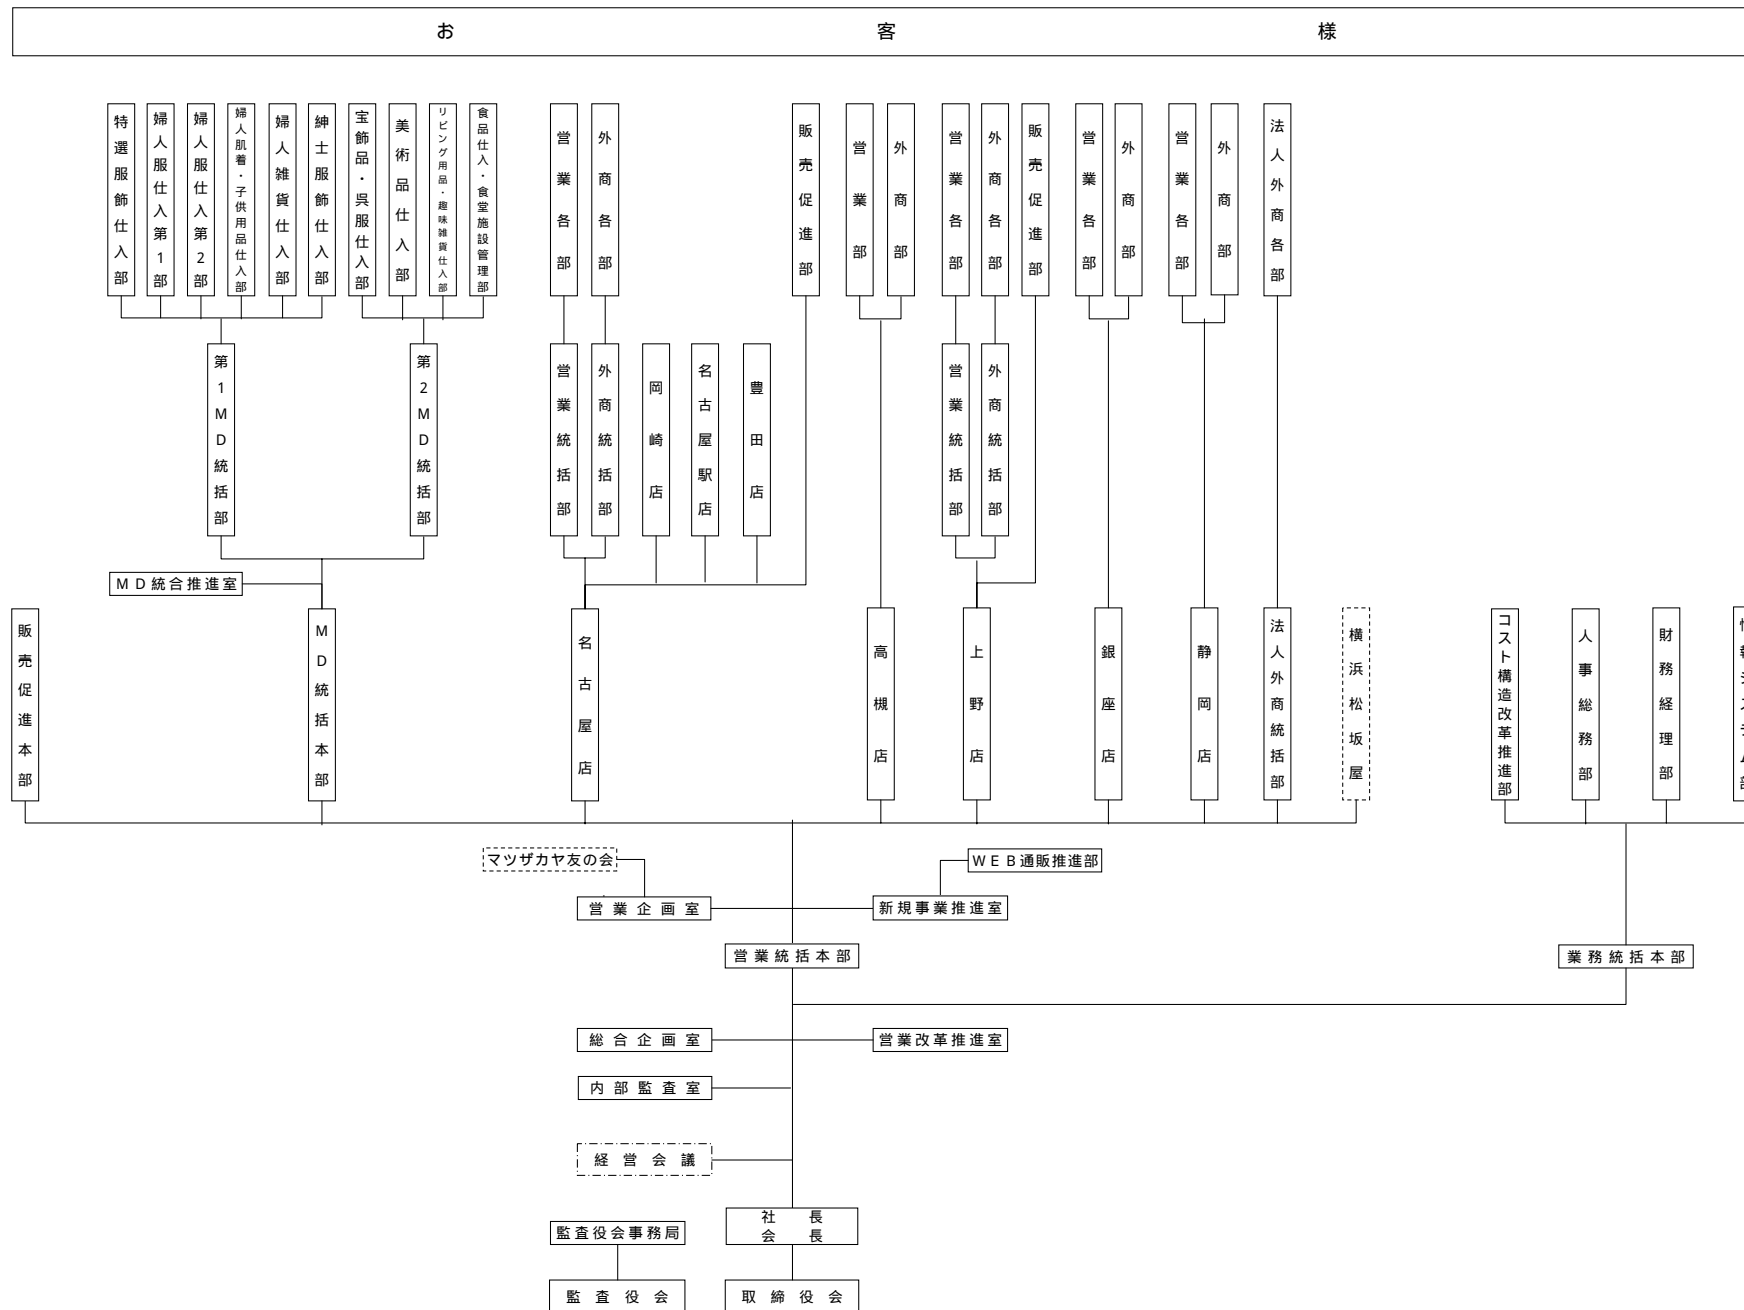 お客様
特選服飾仕入部
婦人服仕入第1部
婦人服仕入第2部
婦人肌着・子供用品仕入部
婦人雑貨仕入部
紳士服飾仕入部
宝飾品・呉服仕入部
美術品仕入部
リビング用品・趣味雑貨仕入部
食品仕入・食堂施設管理部
営業各部
外商各部
販売促進部
営業部
外商部
営業各部
外商各部
販売促進部
営業各部
外商部
営業各部
外商部
法人外商各部
第1MD統括部
第2MD統括部
営業統括部
外商統括部
岡崎店
名古屋駅店
豊田店
営業統括部
外商統括部
MD統合推進室
販売促進本部
MD統括本部
名古屋店
高槻店
上野店
銀座店
静岡店
法人外商統括部
横浜松坂屋
コスト構造改革推進部
人事総務部
財務経理部
マツザカヤ友の会
WEB通販推進部
営業企画室
新規事業推進室
営業統括本部
業務統括本部
総合企画室
営業改革推進室
内部監査室
経営会議
社長
会長
監査役会事務局
監査役会
取締役会